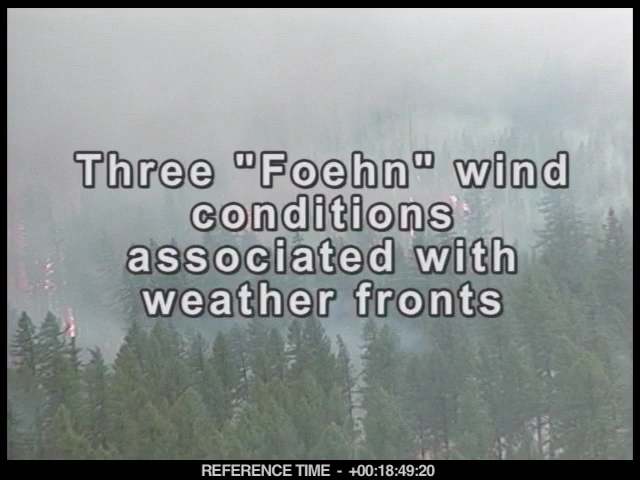 Three "Foehn" wind
conditions
associated with
weather fronts
REFERENCE TIME - +00:18:49:20